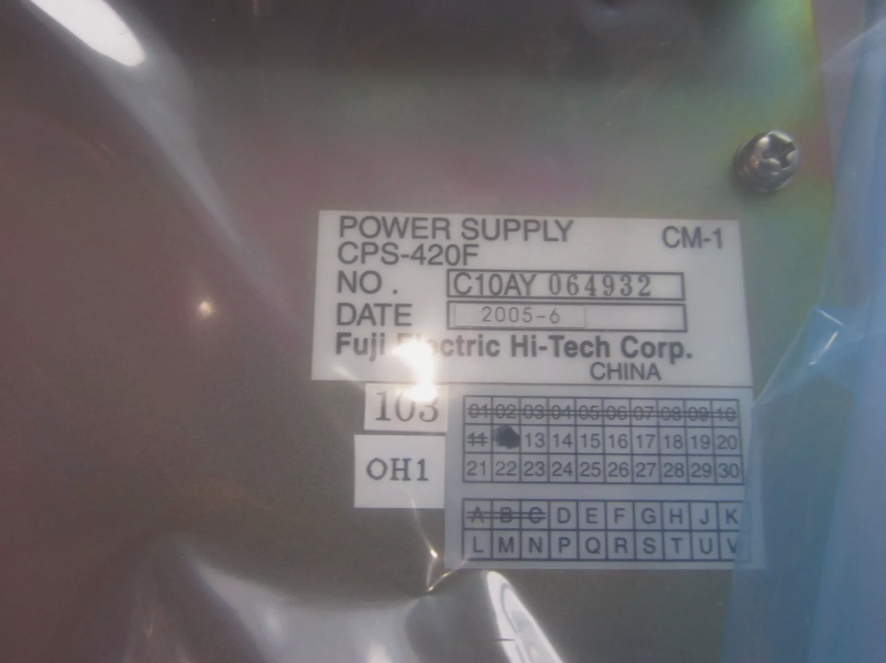 POWER SUPPLY CM-1
CPS-420F
NO. C10AY 064932
DATE 2005-6
Fuji Electric Hi-Tech Corp.
CHINA
103
OH1
01 02 03 04 05 06 07 08 09 10
11 13 14 15 16 17 18 19 20
21 22 23 24 25 26 27 28 29 30
A B C D E F G H J K
L M N P Q R S T U V